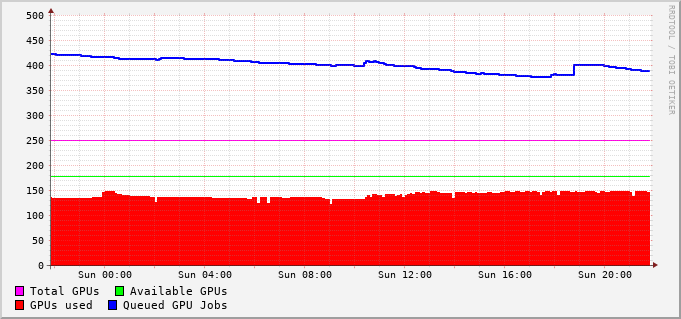 500
450
400
350
300
250
200
150
100
50
0
Sun 00:00 Sun 04:00 Sun 08:00 Sun 12:00 Sun 16:00 Sun 20:00
Total GPUs Available GPUs
GPUs used Queued GPU Jobs
RRDTOOL / TOBI OETIKER